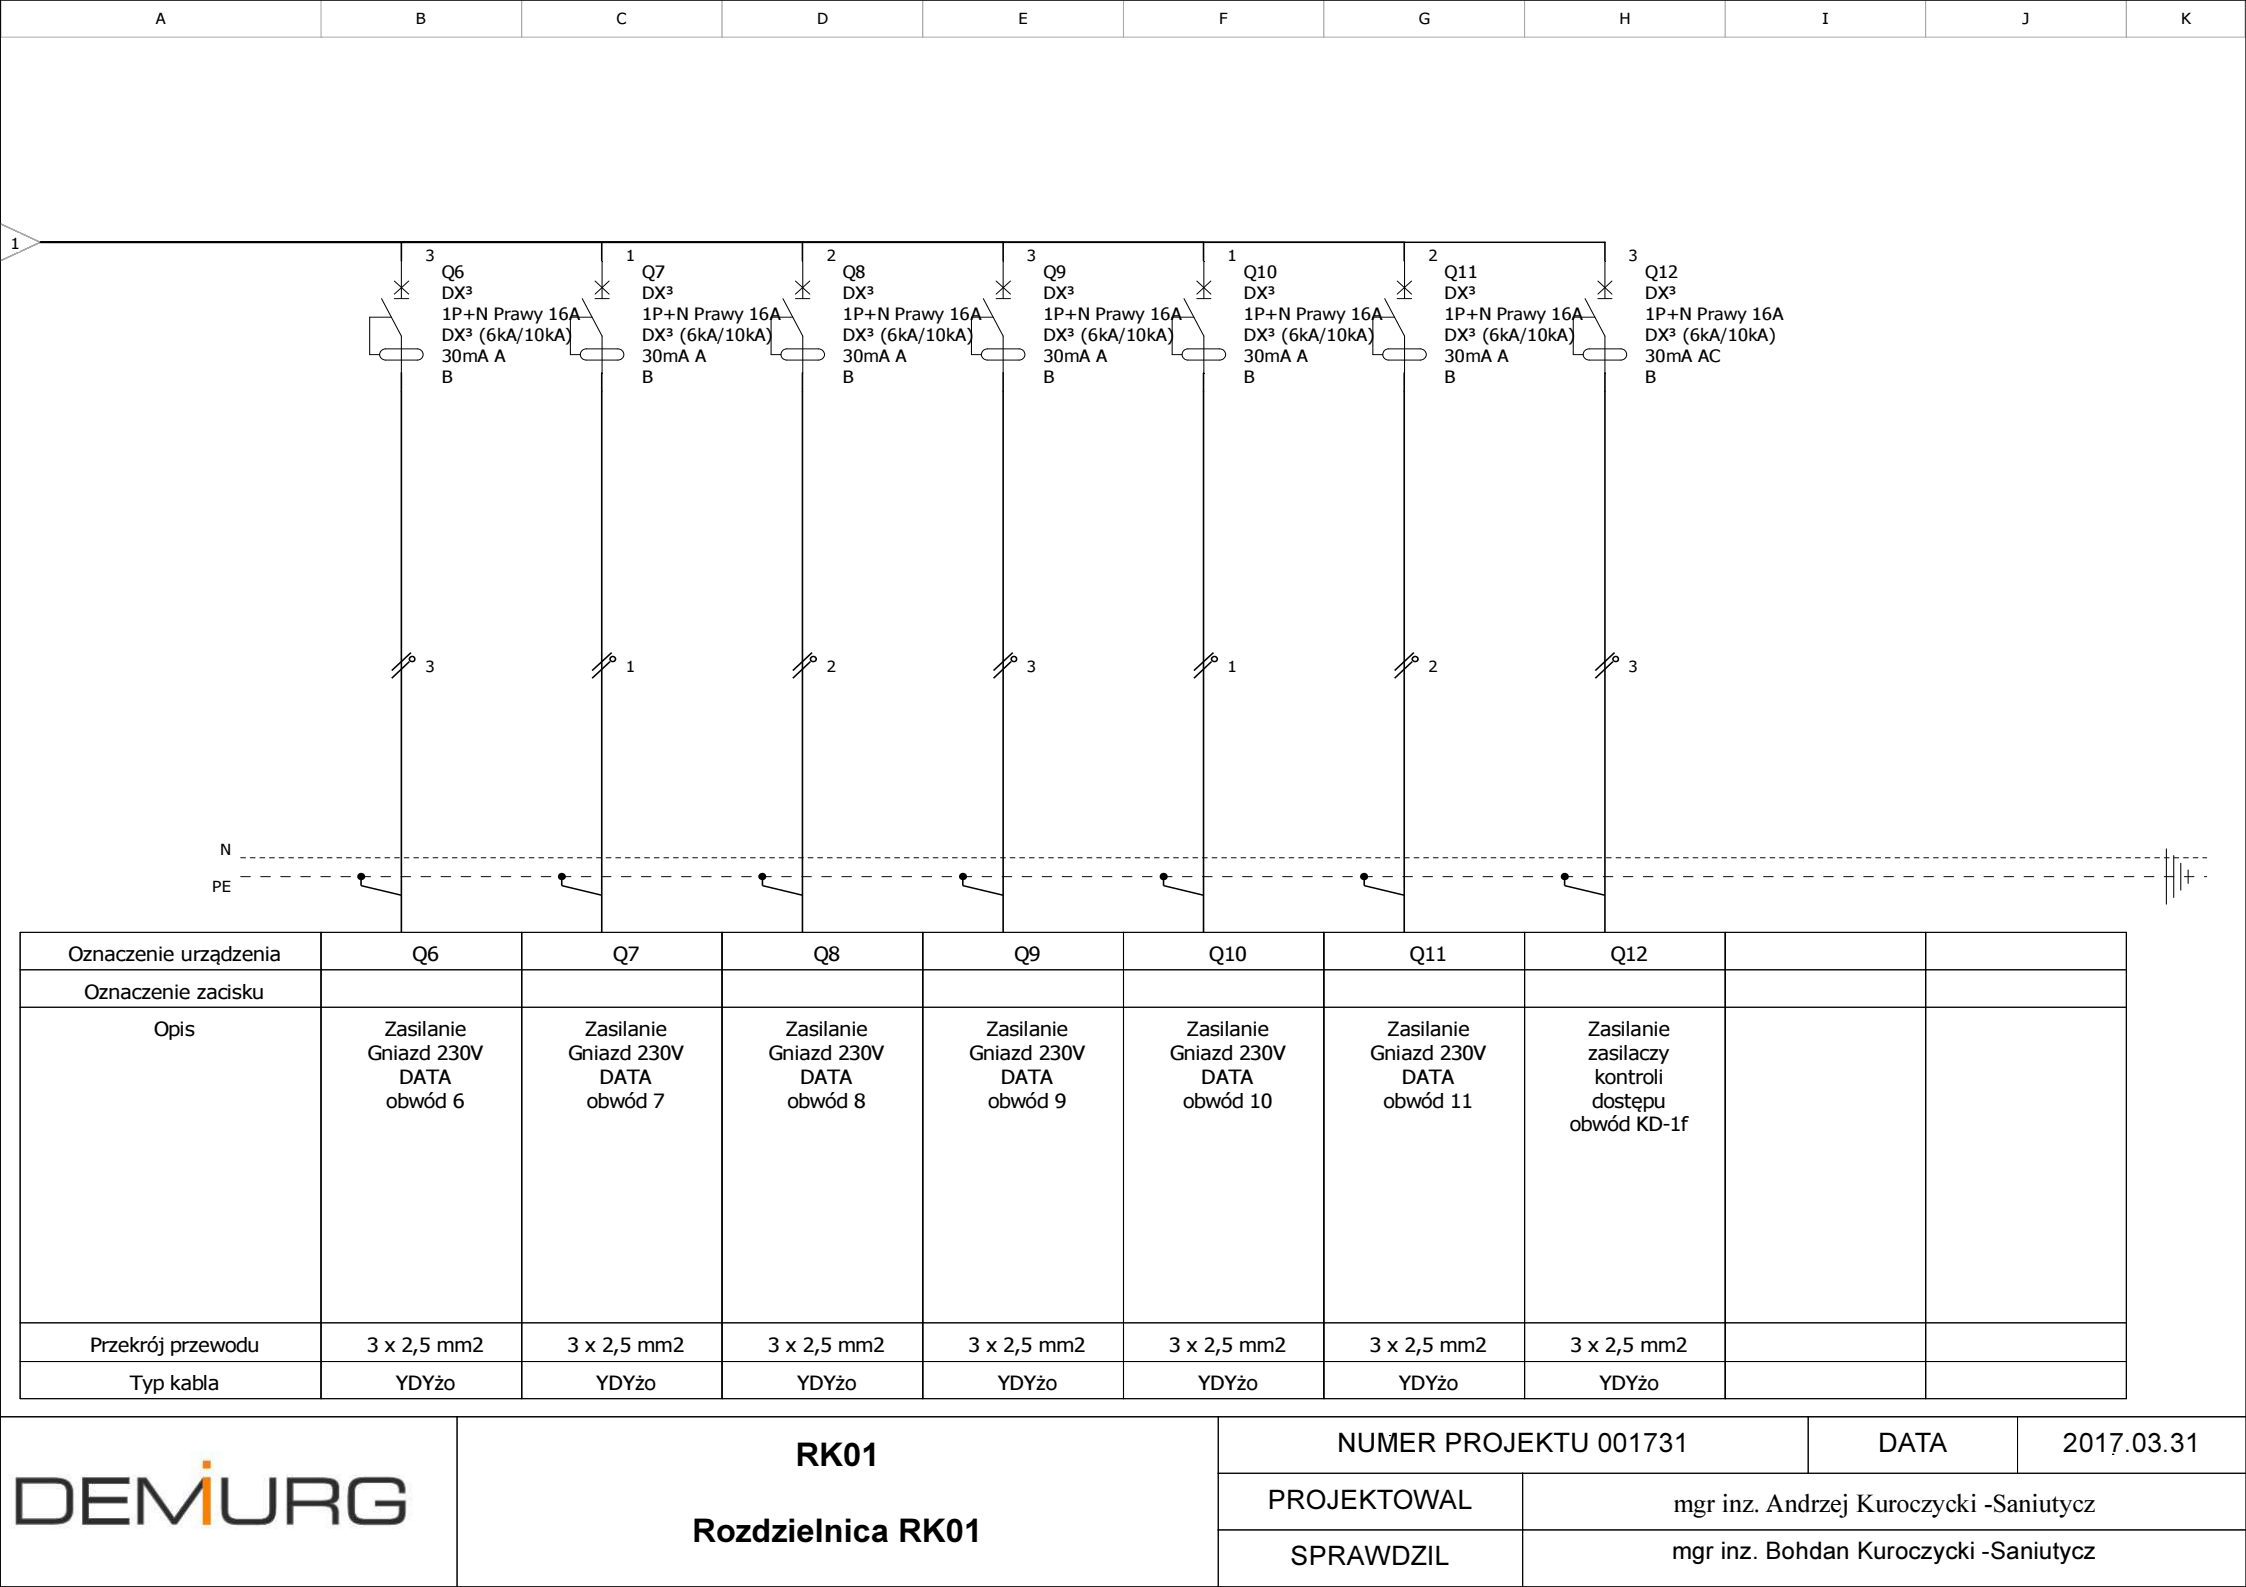 A B C D E F G H I J K
1
3 1 2 3 1 2 3
Q6
DX³
1P+N Prawy 16A
DX³ (6kA/10kA)
30mA A
B
Q7
DX³
1P+N Prawy 16A
DX³ (6kA/10kA)
30mA A
B
Q8
DX³
1P+N Prawy 16A
DX³ (6kA/10kA)
30mA A
B
Q9
DX³
1P+N Prawy 16A
DX³ (6kA/10kA)
30mA A
B
Q10
DX³
1P+N Prawy 16A
DX³ (6kA/10kA)
30mA A
B
Q11
DX³
1P+N Prawy 16A
DX³ (6kA/10kA)
30mA A
B
Q12
DX³
1P+N Prawy 16A
DX³ (6kA/10kA)
30mA AC
B
3 1 2 3 1 2 3
N
PE
Oznaczenie urządzenia Q6 Q7 Q8 Q9 Q10 Q11 Q12
Oznaczenie zacisku
Opis
Zasilanie
Gniazd 230V
DATA
obwód 6
Zasilanie
Gniazd 230V
DATA
obwód 7
Zasilanie
Gniazd 230V
DATA
obwód 8
Zasilanie
Gniazd 230V
DATA
obwód 9
Zasilanie
Gniazd 230V
DATA
obwód 10
Zasilanie
Gniazd 230V
DATA
obwód 11
Zasilanie
zasilaczy
kontroli
dostępu
obwód KD-1f
Przekrój przewodu 3 x 2,5 mm2 3 x 2,5 mm2 3 x 2,5 mm2 3 x 2,5 mm2 3 x 2,5 mm2 3 x 2,5 mm2 3 x 2,5 mm2
Typ kabla YDYżo YDYżo YDYżo YDYżo YDYżo YDYżo YDYżo
DEMiURG
RK01
Rozdzielnica RK01
NUMER PROJEKTU 001731 DATA 2017.03.31
PROJEKTOWAL mgr inz. Andrzej Kuroczycki -Saniutycz
SPRAWDZIL mgr inz. Bohdan Kuroczycki -Saniutycz